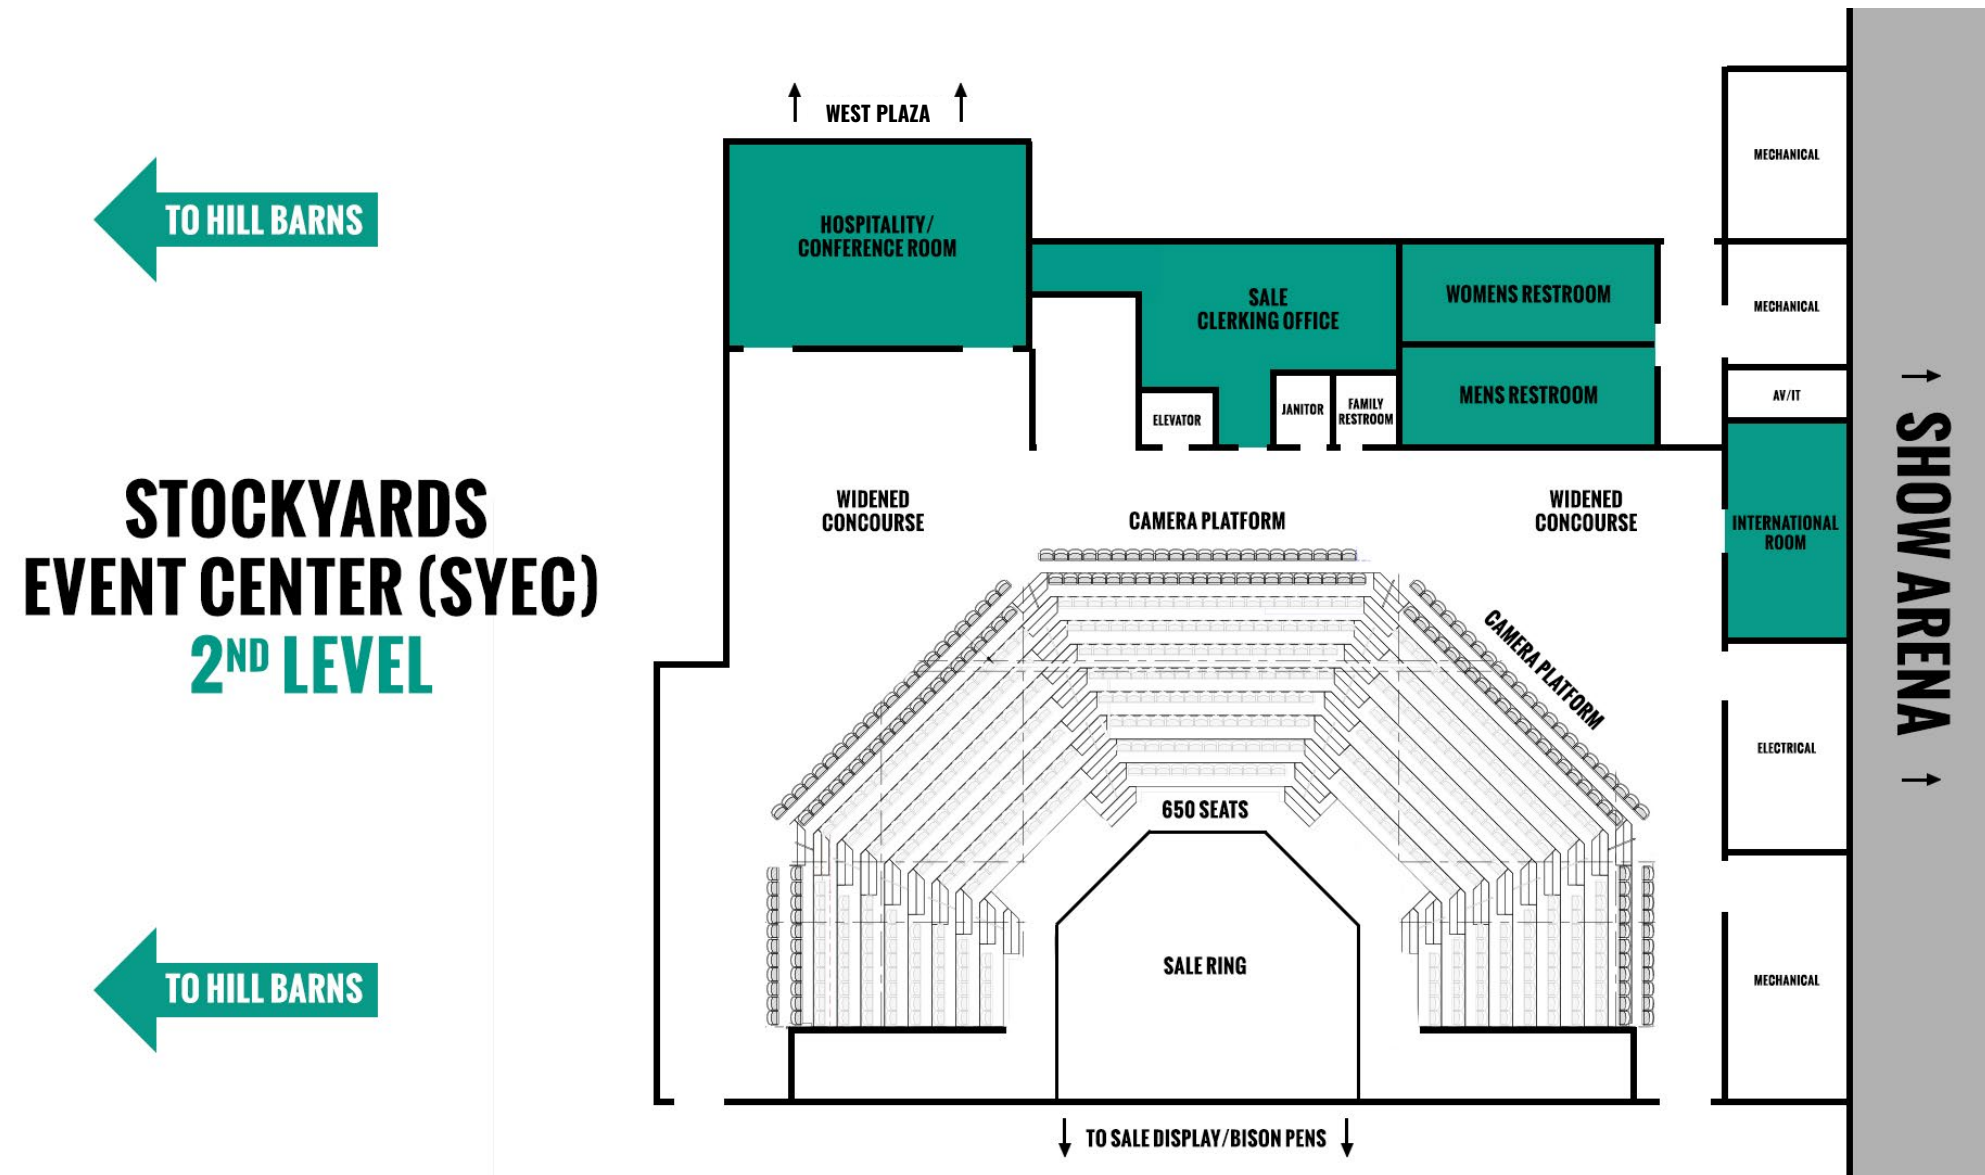 WEST PLAZA
TO HILL BARNS
HOSPITALITY/
CONFERENCE ROOM
SALE
CLERKING OFFICE
WOMENS RESTROOM
MENS RESTROOM
ELEVATOR
JANITOR
FAMILY
RESTROOM
MECHANICAL
MECHANICAL
AV/IT
INTERNATIONAL
ROOM
SHOW ARENA
STOCKYARDS
EVENT CENTER (SYEC)
2ND LEVEL
WIDENED
CONCOURSE
CAMERA PLATFORM
WIDENED
CONCOURSE
CAMERA PLATFORM
ELECTRICAL
650 SEATS
SALE RING
MECHANICAL
TO HILL BARNS
TO SALE DISPLAY/BISON PENS